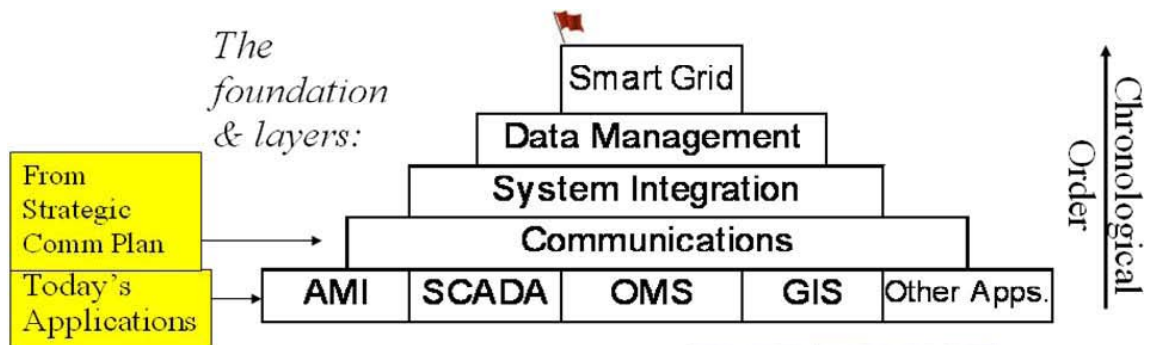 The
foundation
& layers:
Smart Grid
Data Management
System Integration
Communications
AMI SCADA OMS GIS Other Apps.
From
Strategic
Comm Plan
Today's
Applications
Chronological
Order